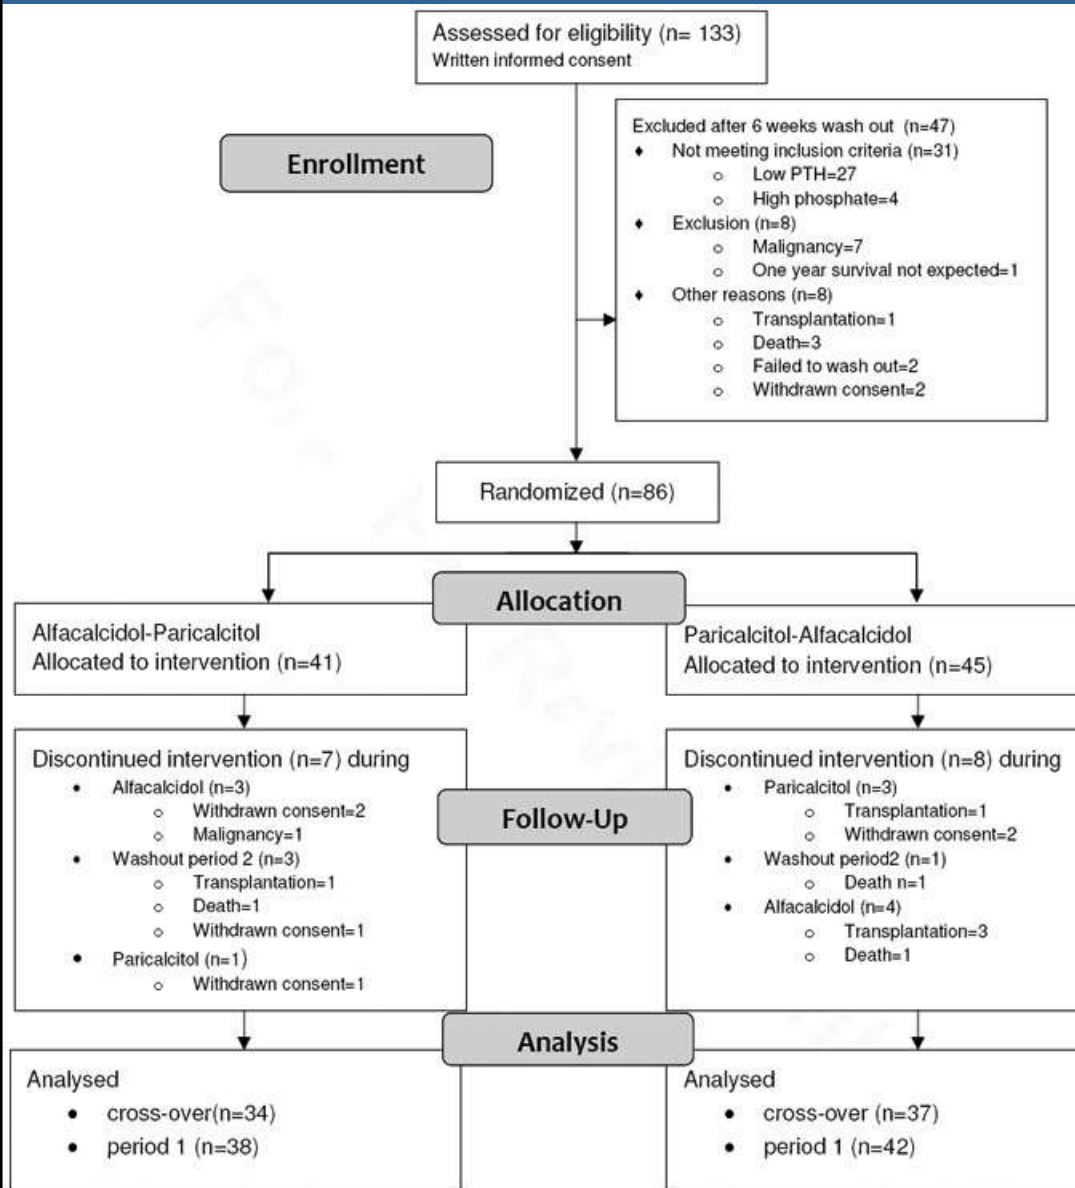 Assessed for eligibility (n= 133)
Written informed consent
Enrollment
Excluded after 6 weeks wash out (n=47)
♦ Not meeting inclusion criteria (n=31)
o Low PTH=27
o High phosphate=4
♦ Exclusion (n=8)
o Malignancy=7
o One year survival not expected=1
♦ Other reasons (n=8)
o Transplantation=1
o Death=3
o Failed to wash out=2
o Withdrawn consent=2
Randomized (n=86)
Allocation
Alfacalcidol-Paricalcitol
Allocated to intervention (n=41)
Paricalcitol-Alfacalcidol
Allocated to intervention (n=45)
Follow-Up
Discontinued intervention (n=7) during
• Alfacalcidol (n=3)
o Withdrawn consent=2
o Malignancy=1
• Washout period 2 (n=3)
o Transplantation=1
o Death=1
o Withdrawn consent=1
• Paricalcitol (n=1)
o Withdrawn consent=1
Discontinued intervention (n=8) during
• Paricalcitol (n=3)
o Transplantation=1
o Withdrawn consent=2
• Washout period2 (n=1)
o Death n=1
♦ Alfacalcidol (n=4)
o Transplantation=3
o Death=1
Analysis
Analysed
• cross-over(n=34)
• period 1 (n=38)
Analysed
• cross-over (n=37)
• period 1 (n=42)